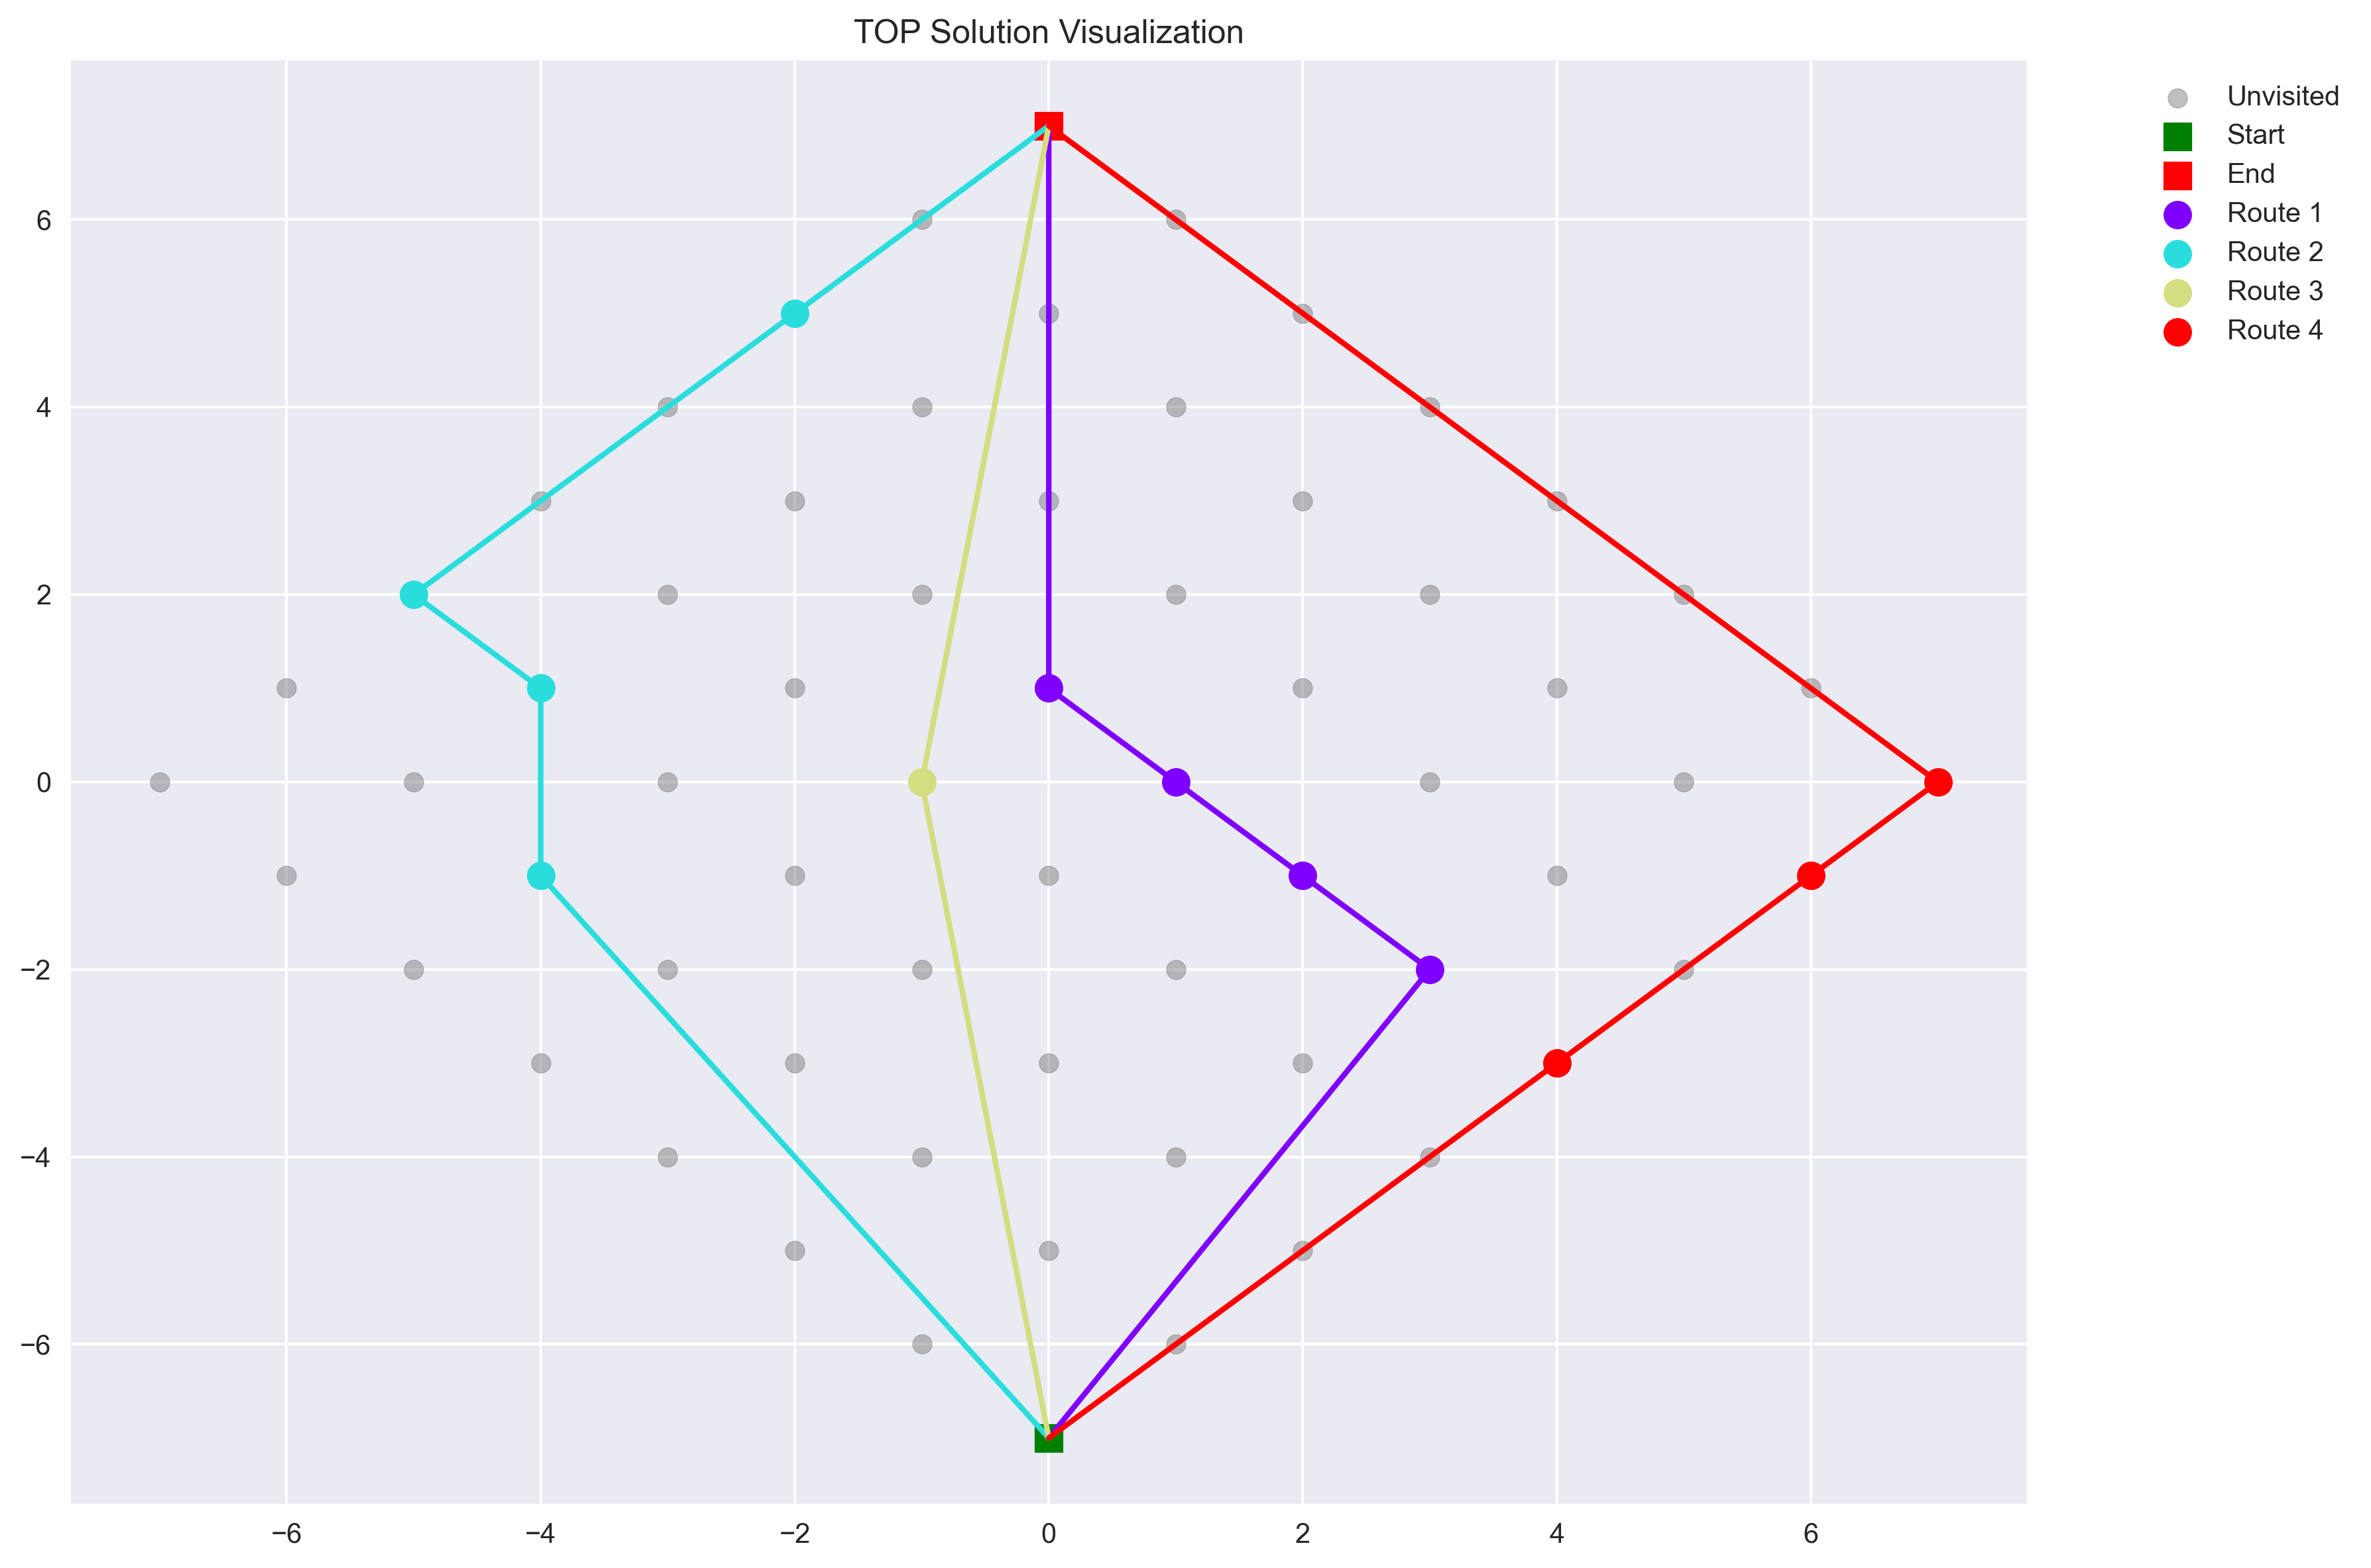 TOP Solution Visualization
Unvisited
Start
End
Route 1
Route 2
Route 3
Route 4
6
4
2
0
−2
−4
−6
−6 −4 −2 0 2 4 6